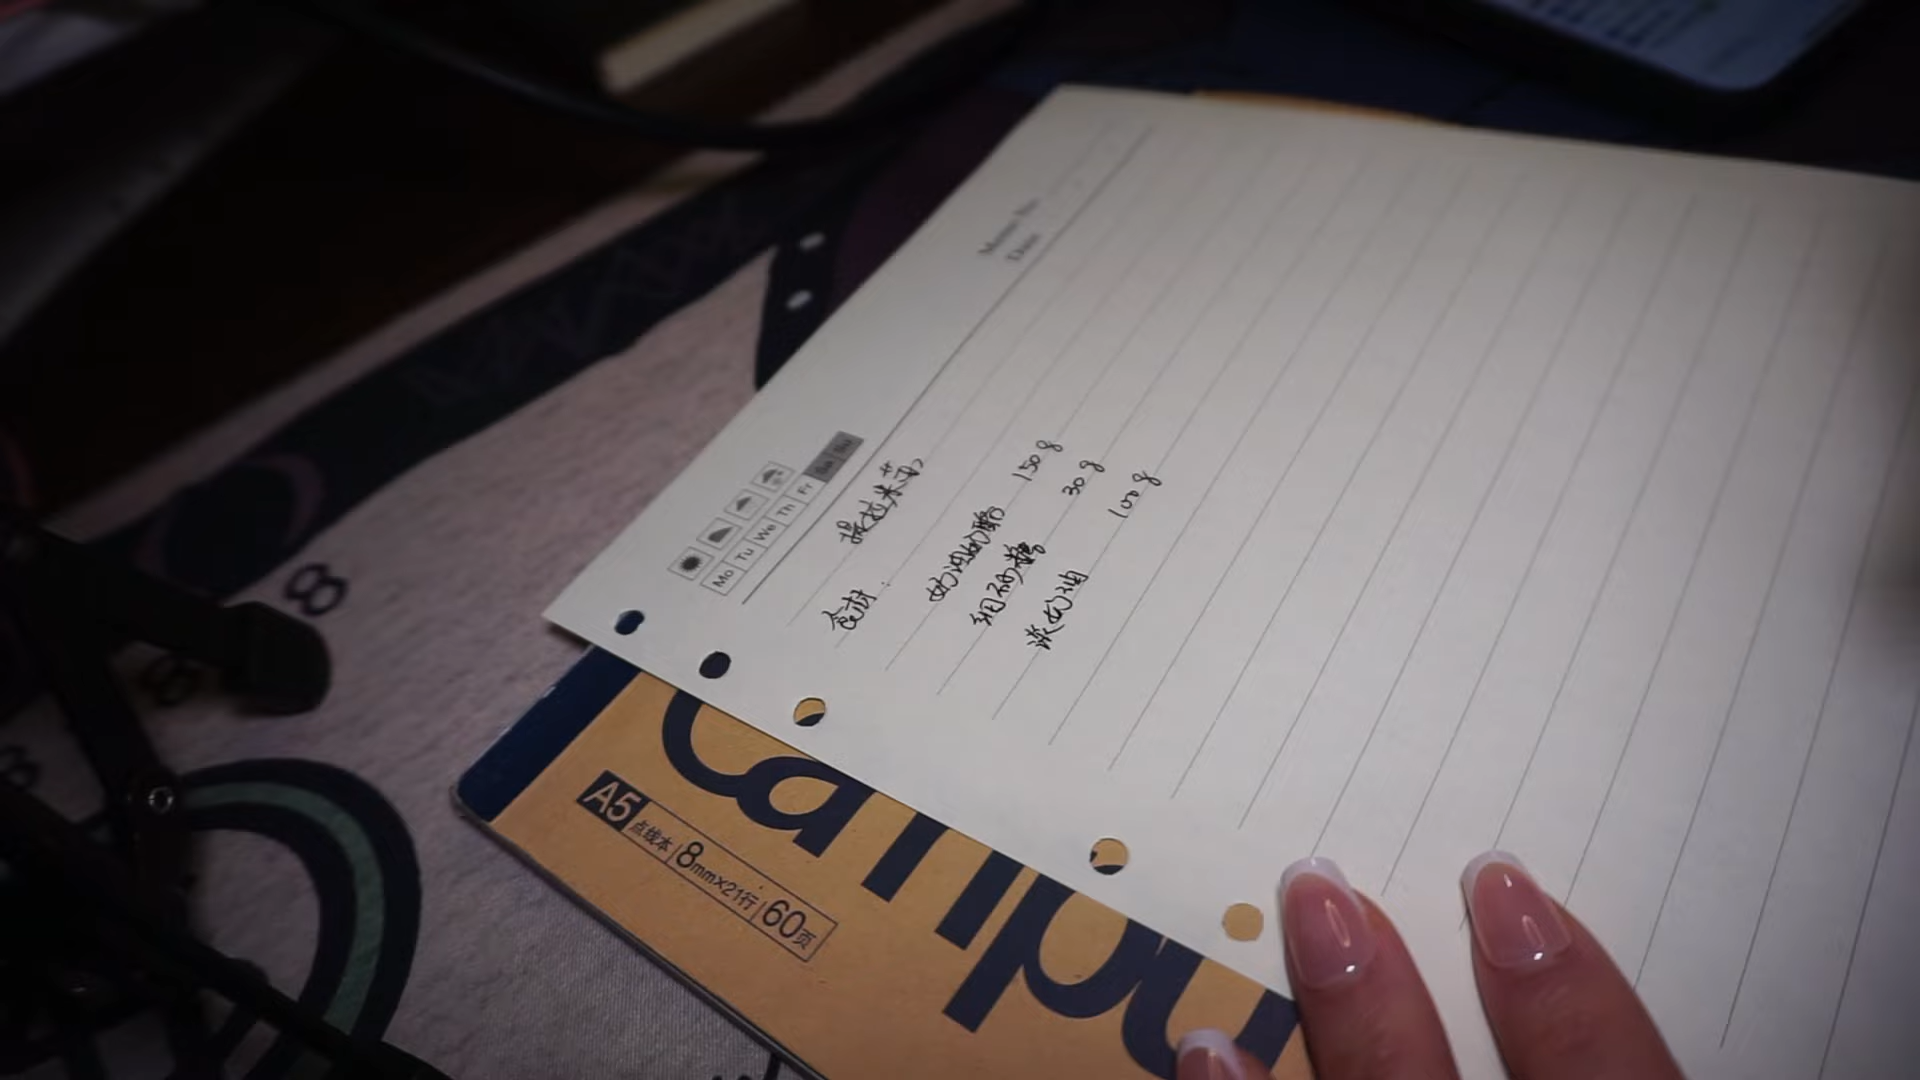 Memo No.
Date
Mo Tu We Th Fr Sa Su
提拉米苏
食材:
奶油奶酪 150g
细砂糖 30g
淡奶油 100g
Campu
A5 点线本 8mm×21行 60页